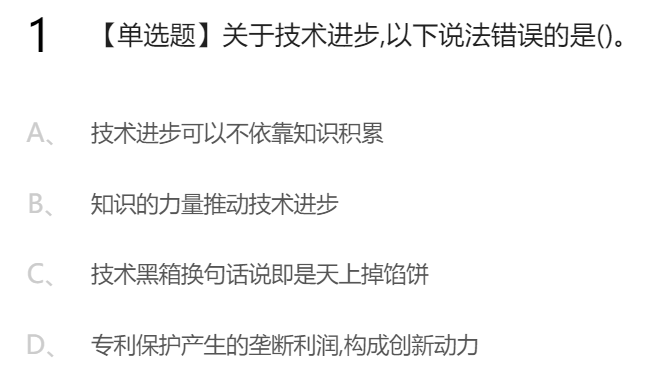 1 【单选题】关于技术进步,以下说法错误的是()。
A、 技术进步可以不依靠知识积累
B、 知识的力量推动技术进步
C、 技术黑箱换句话说即是天上掉馅饼
D、 专利保护产生的垄断利润,构成创新动力